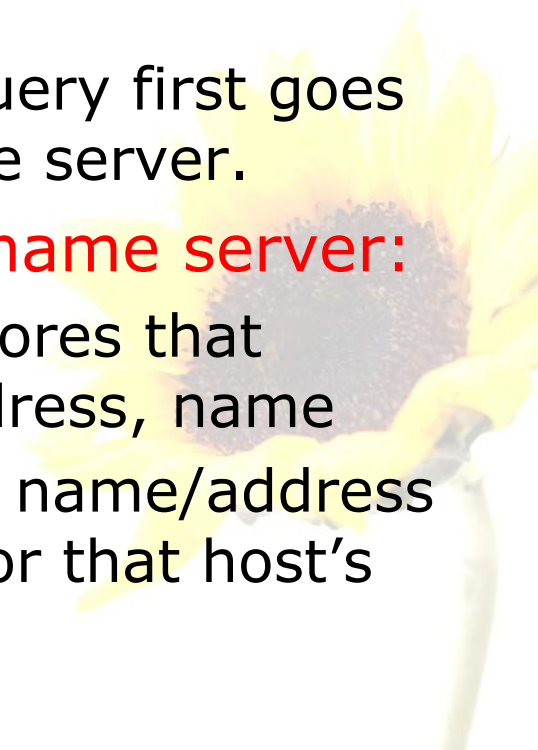 uery first goes
e server.
name server:
ores that
dress, name
name/address
or that host’s